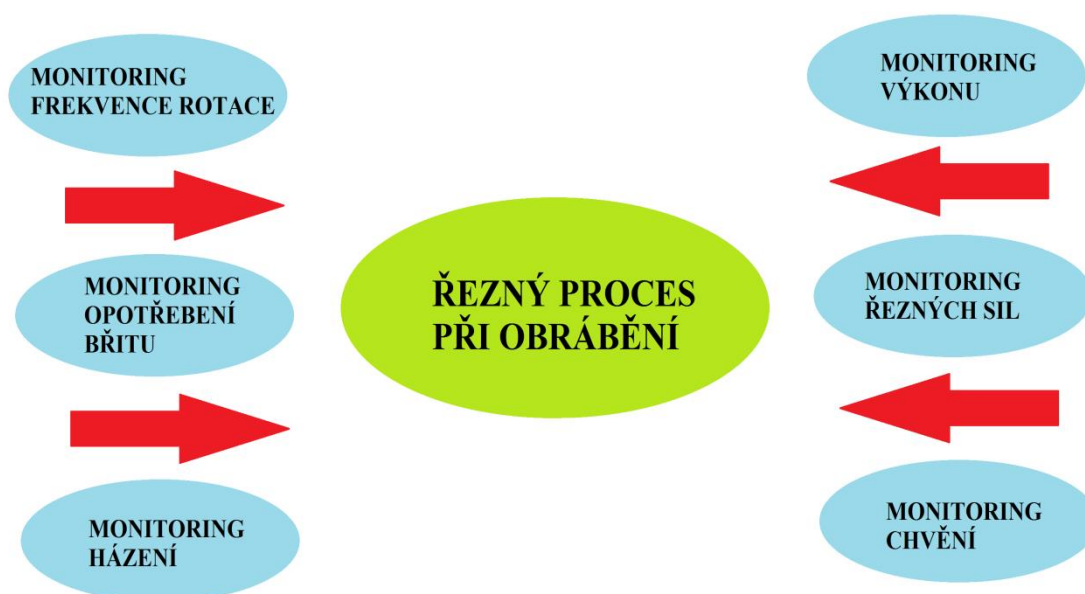 MONITORING
FREKVENCE ROTACE
MONITORING
OPOTŘEBENÍ
BŘITU
MONITORING
HÁZENÍ
ŘEZNÝ PROCES
PŘI OBRÁBĚNÍ
MONITORING
VÝKONU
MONITORING
ŘEZNÝCH SIL
MONITORING
CHVĚNÍ